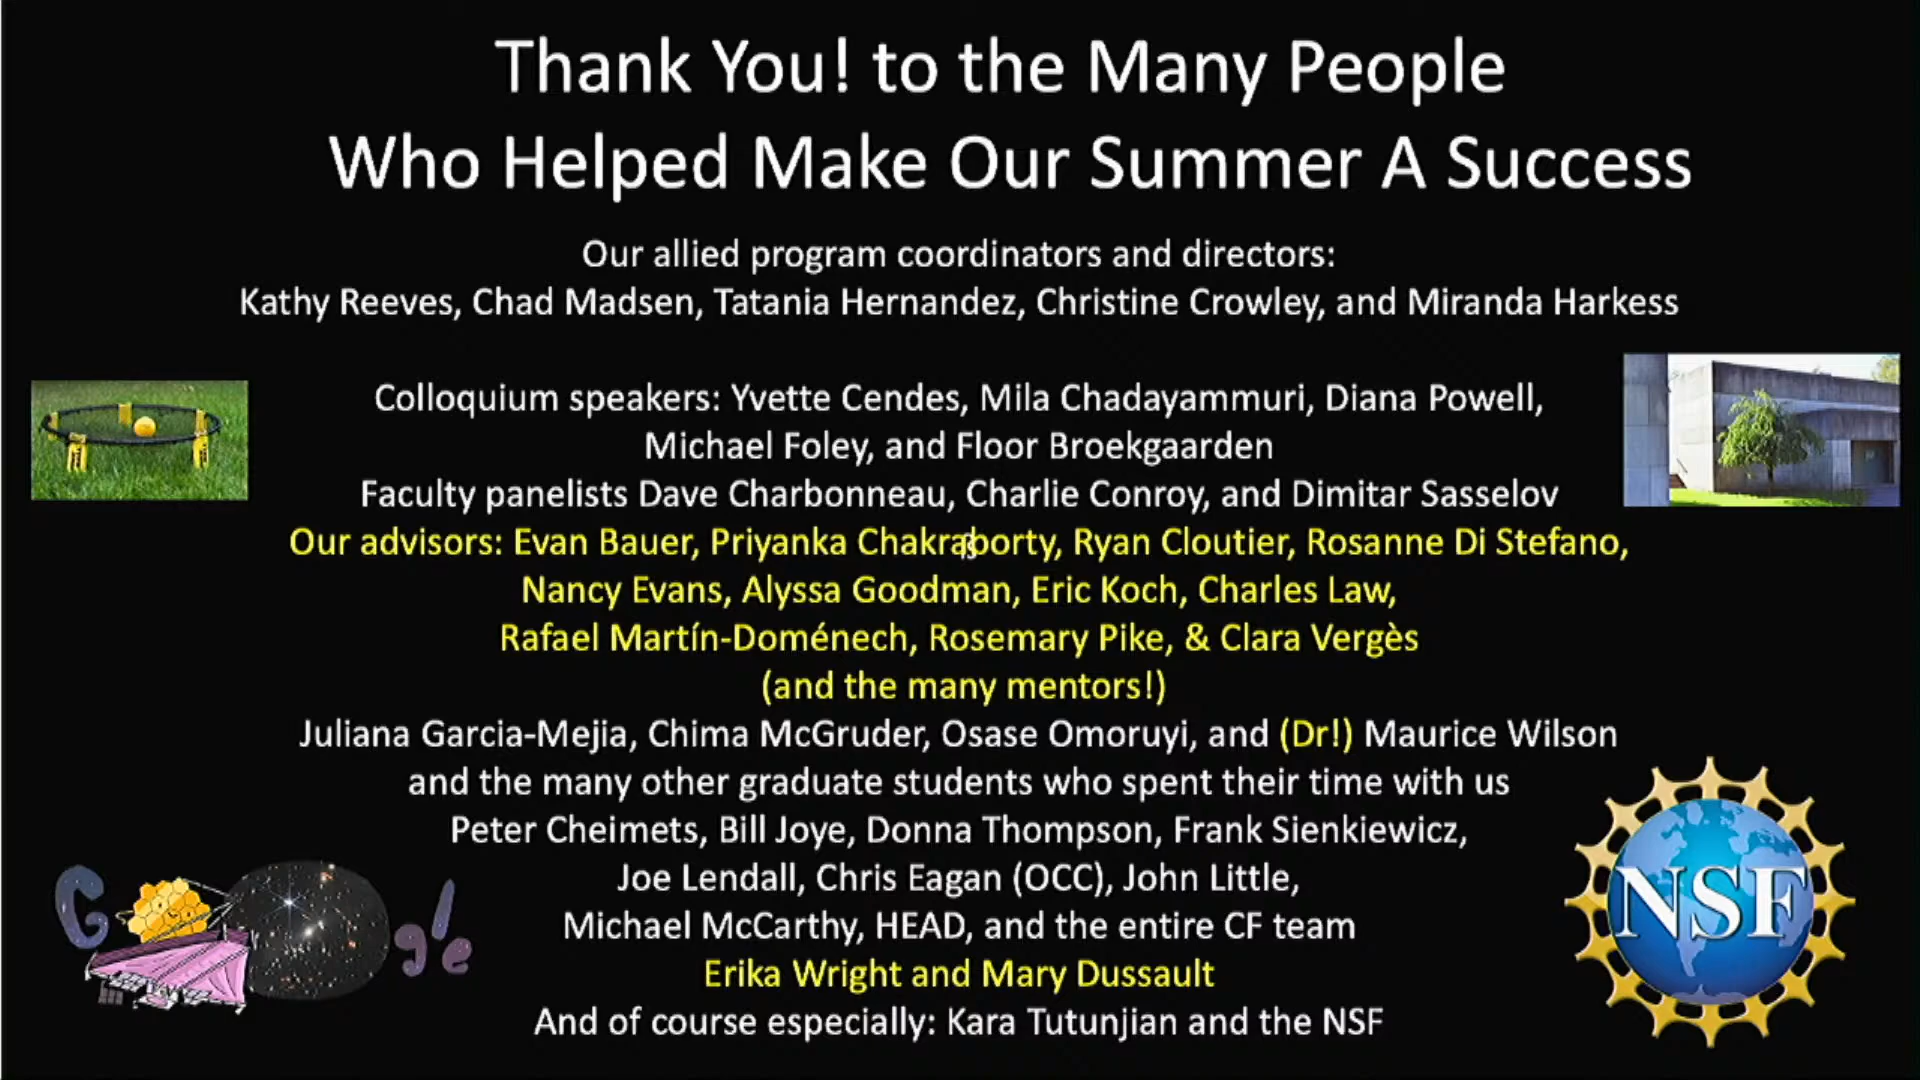 Thank You! to the Many People
Who Helped Make Our Summer A Success
Our allied program coordinators and directors:
Kathy Reeves, Chad Madsen, Tatania Hernandez, Christine Crowley, and Miranda Harkess
Colloquium speakers: Yvette Cendes, Mila Chadayammuri, Diana Powell,
Michael Foley, and Floor Broekgaarden
Faculty panelists Dave Charbonneau, Charlie Conroy, and Dimitar Sasselov
Our advisors: Evan Bauer, Priyanka Chakraborty, Ryan Cloutier, Rosanne Di Stefano,
Nancy Evans, Alyssa Goodman, Eric Koch, Charles Law,
Rafael Martín-Doménech, Rosemary Pike, & Clara Vergès
(and the many mentors!)
Juliana Garcia-Mejia, Chima McGruder, Osase Omoruyi, and (Dr!) Maurice Wilson
and the many other graduate students who spent their time with us
Peter Cheimets, Bill Joye, Donna Thompson, Frank Sienkiewicz,
Joe Lendall, Chris Eagan (OCC), John Little,
Michael McCarthy, HEAD, and the entire CF team
Erika Wright and Mary Dussault
And of course especially: Kara Tutunjian and the NSF
Google
NSF